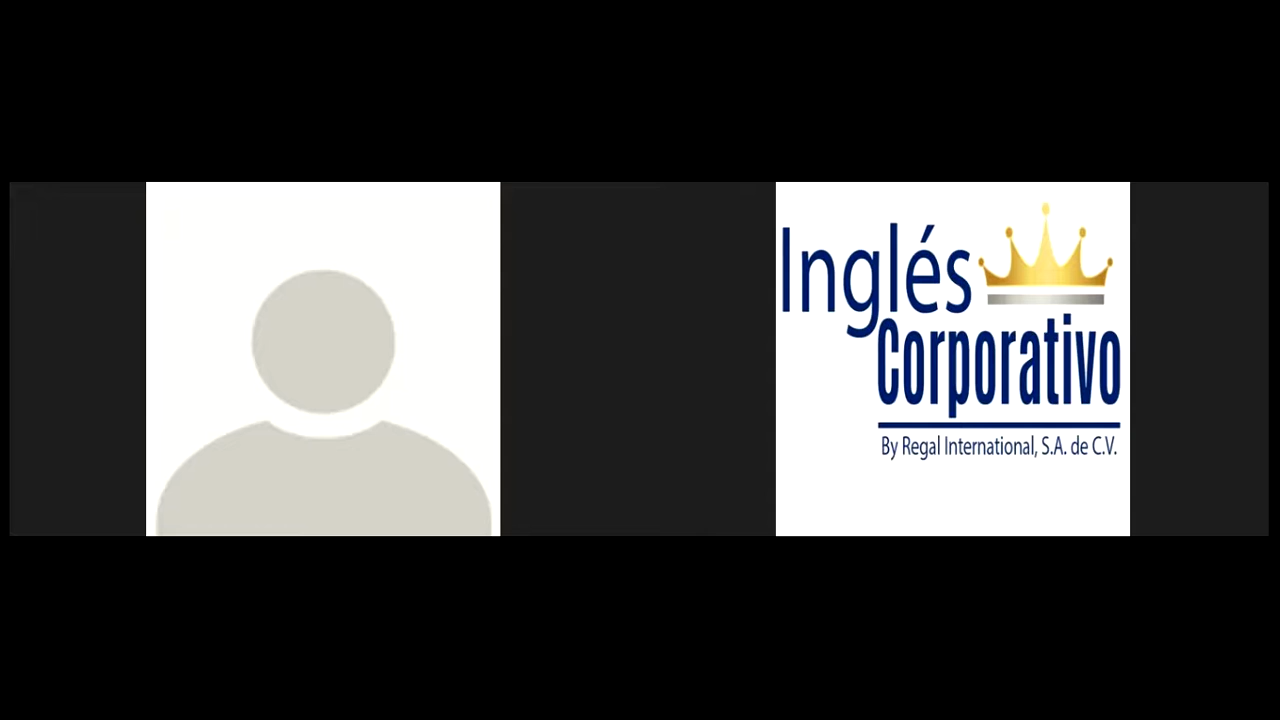 Inglés
Corporativo
By Regal International, S.A. de C.V.